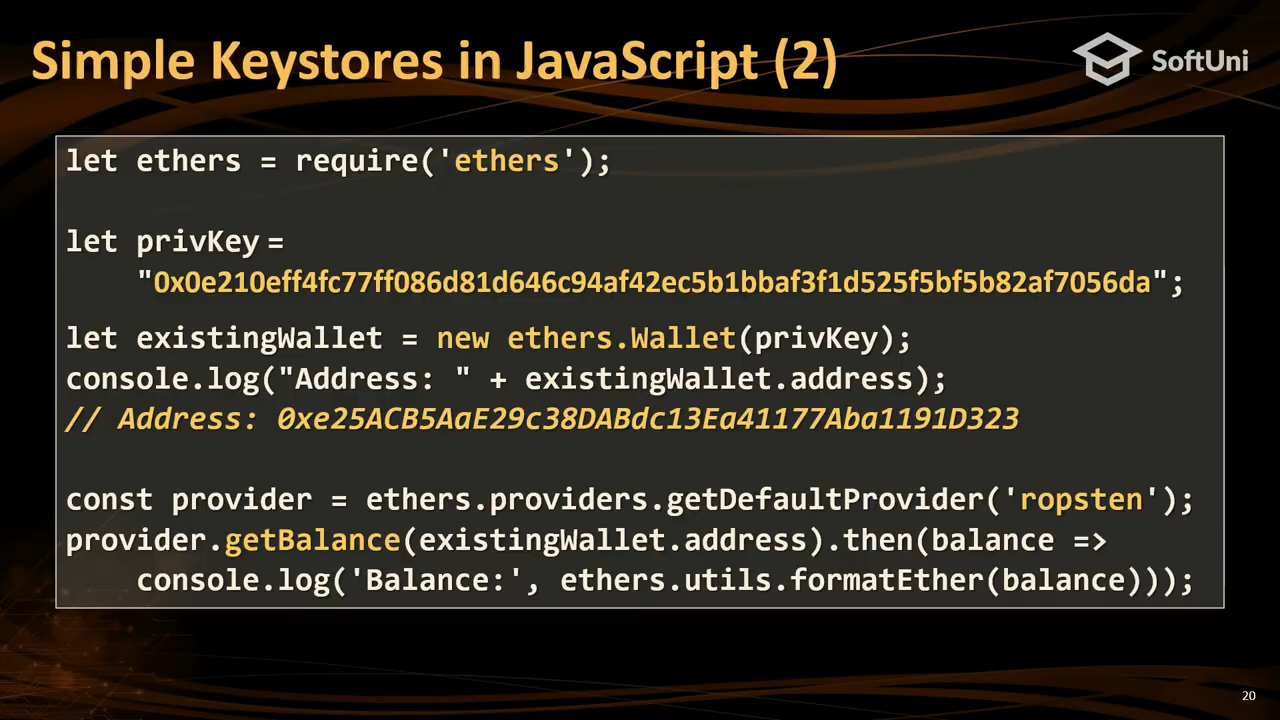 Simple Keystores in JavaScript (2)
SoftUni
let ethers = require('ethers');
let privKey =
"0x0e210eff4fc77ff086d81d646c94af42ec5b1bbaf3f1d525f5bf5b82af7056da";
let existingWallet = new ethers.Wallet(privKey);
console.log("Address: " + existingWallet.address);
// Address: 0xe25ACB5AaE29c38DABdc13Ea41177Aba1191D323
const provider = ethers.providers.getDefaultProvider('ropsten');
provider.getBalance(existingWallet.address).then(balance =>
console.log('Balance:', ethers.utils.formatEther(balance)));
20